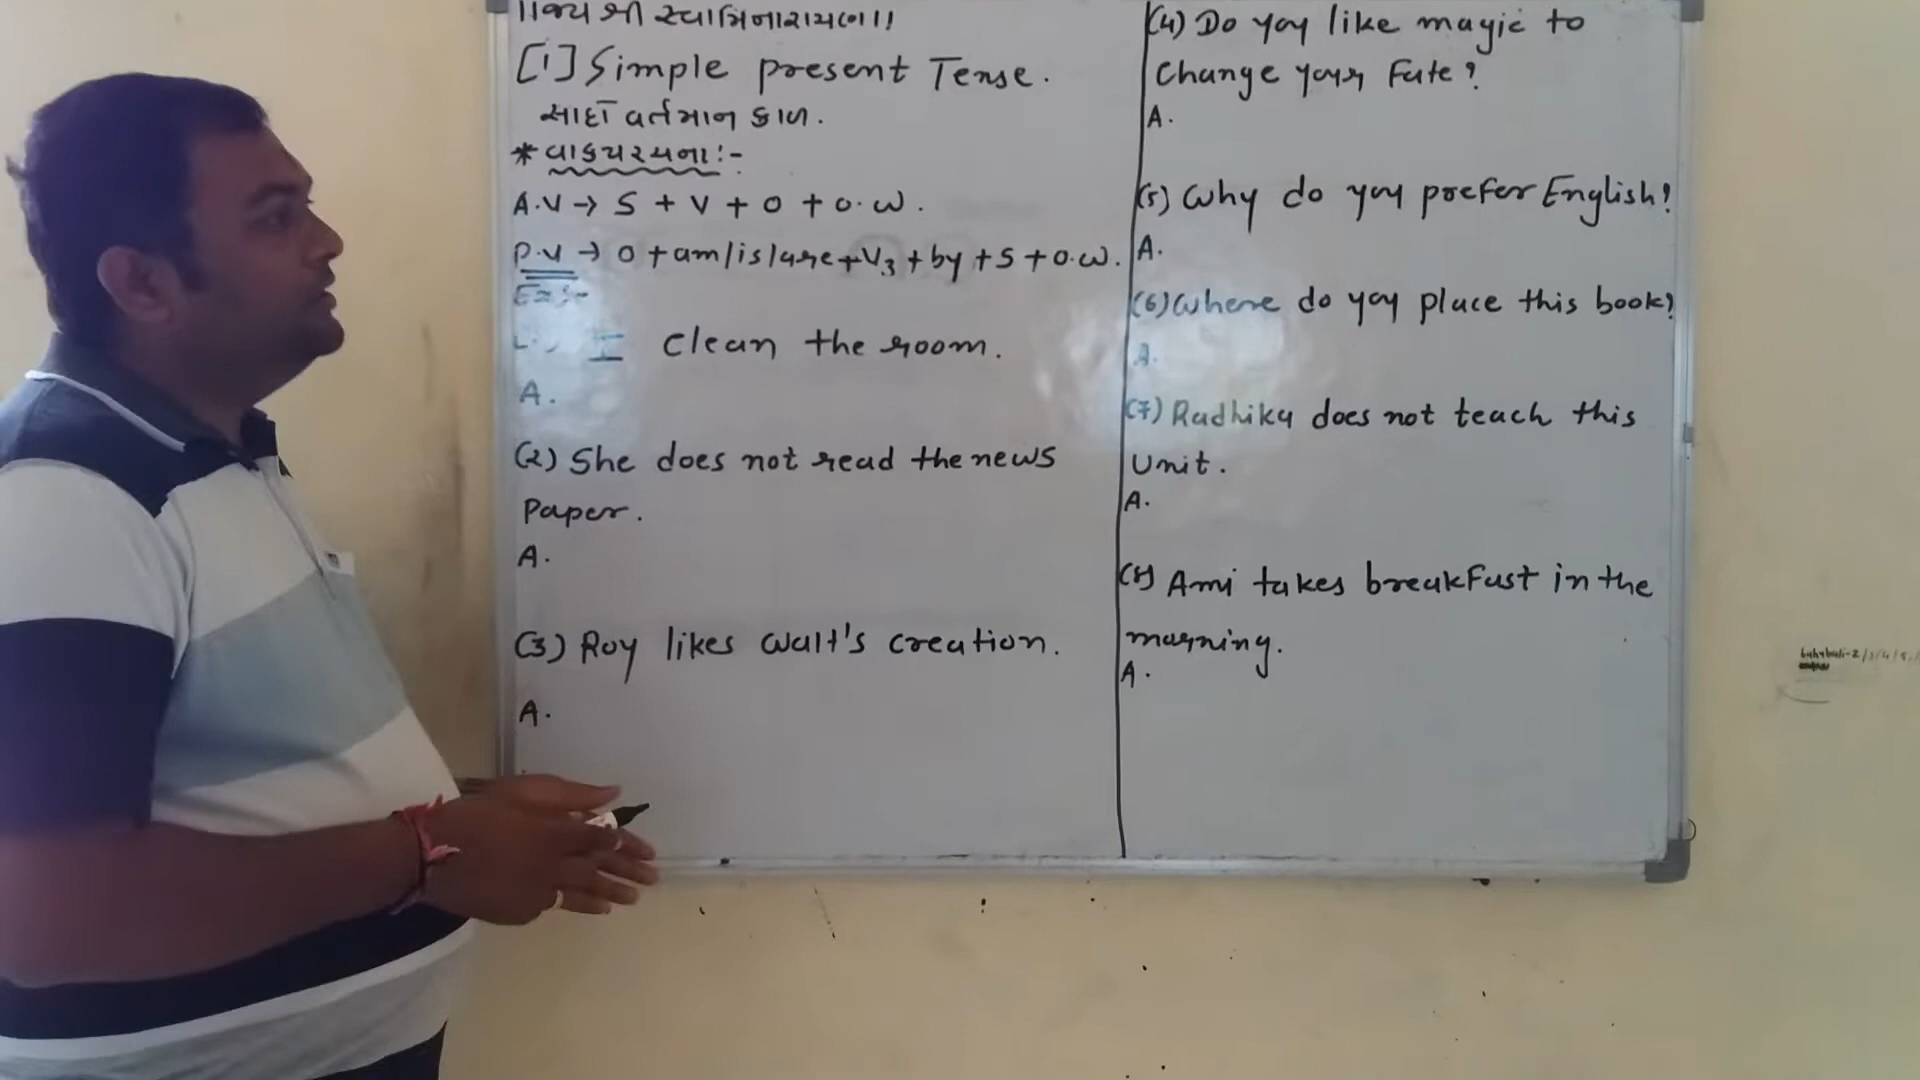 ॥જય શ્રી સ્વામિનારાયણ॥
[1] Simple present Tense.
સાદો વર્તમાન કાળ.
* વાક્યરચના:-
A.V → S + V + O + O.W.
P.V → O + am/is/are + V3 + by + S + O.W.
Ex:-
I clean the room.
A.
(2) She does not read the news
Paper.
A.
(3) Roy likes Walt's creation.
A.
(4) Do you like magic to
Change your Fate?
A.
(5) Why do you prefer English?
A.
(6) Where do you place this book?
A.
(7) Radhika does not teach this
Unit.
A.
(8) Ami takes breakfast in the
morning.
A.